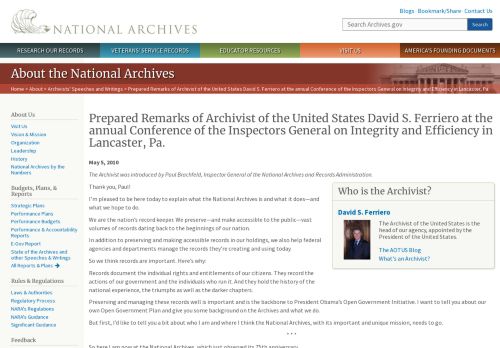 Blogs · Bookmark/Share · Contact Us
NATIONAL ARCHIVES
Search Archives.gov
Search
RESEARCH OUR RECORDS
VETERANS' SERVICE RECORDS
EDUCATOR RESOURCES
VISIT US
AMERICA'S FOUNDING DOCUMENTS
About the National Archives
Home > About > Archivists' Speeches and Writings > Prepared Remarks of Archivist of the United States David S. Ferriero at the annual Conference of the Inspectors General on Integrity and Efficiency in Lancaster, Pa.
About Us
Visit Us
Vision & Mission
Organization
Leadership
History
National Archives by the
Numbers
Budgets, Plans, &
Reports
Strategic Plans
Performance Plans
Performance Budgets
Performance & Accountability
Reports
E-Gov Report
State of the Archives and
other Speeches & Writings
All Reports & Plans
Rules & Regulations
Laws & Authorities
Regulatory Process
NARA's Regulations
NARA's Guidance
Significant Guidance
Feedback
Prepared Remarks of Archivist of the United States David S. Ferriero at the
annual Conference of the Inspectors General on Integrity and Efficiency in
Lancaster, Pa.
May 5, 2010
The Archivist was introduced by Paul Brachfeld, Inspector General of the National Archives and Records Administration.
Thank you, Paul!
I'm pleased to be here today to explain what the National Archives is and what it does—and
what we hope to do.
We are the nation's record keeper. We preserve—and make accessible to the public—vast
volumes of records dating back to the beginnings of our nation.
In addition to preserving and making accessible records in our holdings, we also help federal
agencies and departments manage the records they're creating and using today
So we think records are important. Here's why:
Records document the individual rights and entitlements of our citizens. They record the
actions of our government and the individuals who run it. And they hold the history of the
national experience, the triumphs as well as the darker chapters.
Preserving and managing these records well is important and is the backbone to President Obama's Open Government Initiative. I want to tell you about our
own Open Government Plan and give you some background on the Archives and what we do.
But first, I'd like to tell you a bit about who I am and where I think the National Archives, with its important and unique mission, needs to go.
* * *
So here I am now at the National Archives, which just observed its 75th anniversary.
Who is the Archivist?
David S. Ferriero
The Archivist of the United States is the
head of our agency, appointed by the
President of the United States.
The AOTUS Blog
What's an Archivist?